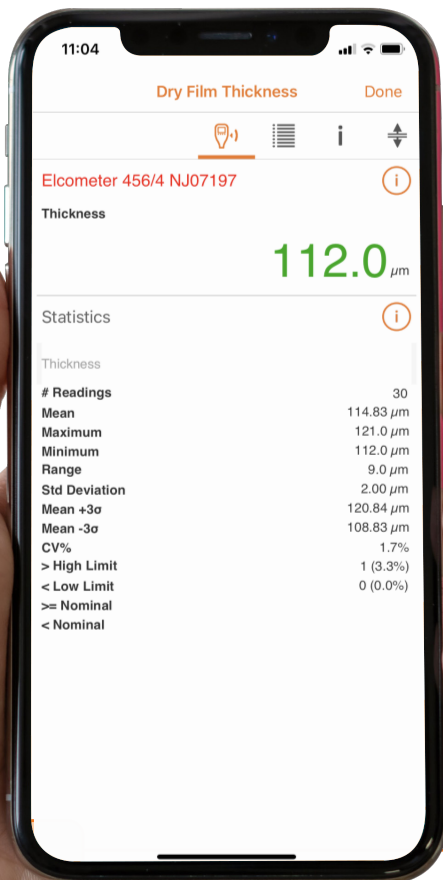 11:04
Dry Film Thickness Done
i
Elcometer 456/4 NJ07197 i
Thickness
112.0 µm
Statistics i
Thickness
# Readings 30
Mean 114.83 µm
Maximum 121.0 µm
Minimum 112.0 µm
Range 9.0 µm
Std Deviation 2.00 µm
Mean +3σ 120.84 µm
Mean -3σ 108.83 µm
CV% 1.7%
> High Limit 1 (3.3%)
< Low Limit 0 (0.0%)
>= Nominal
< Nominal